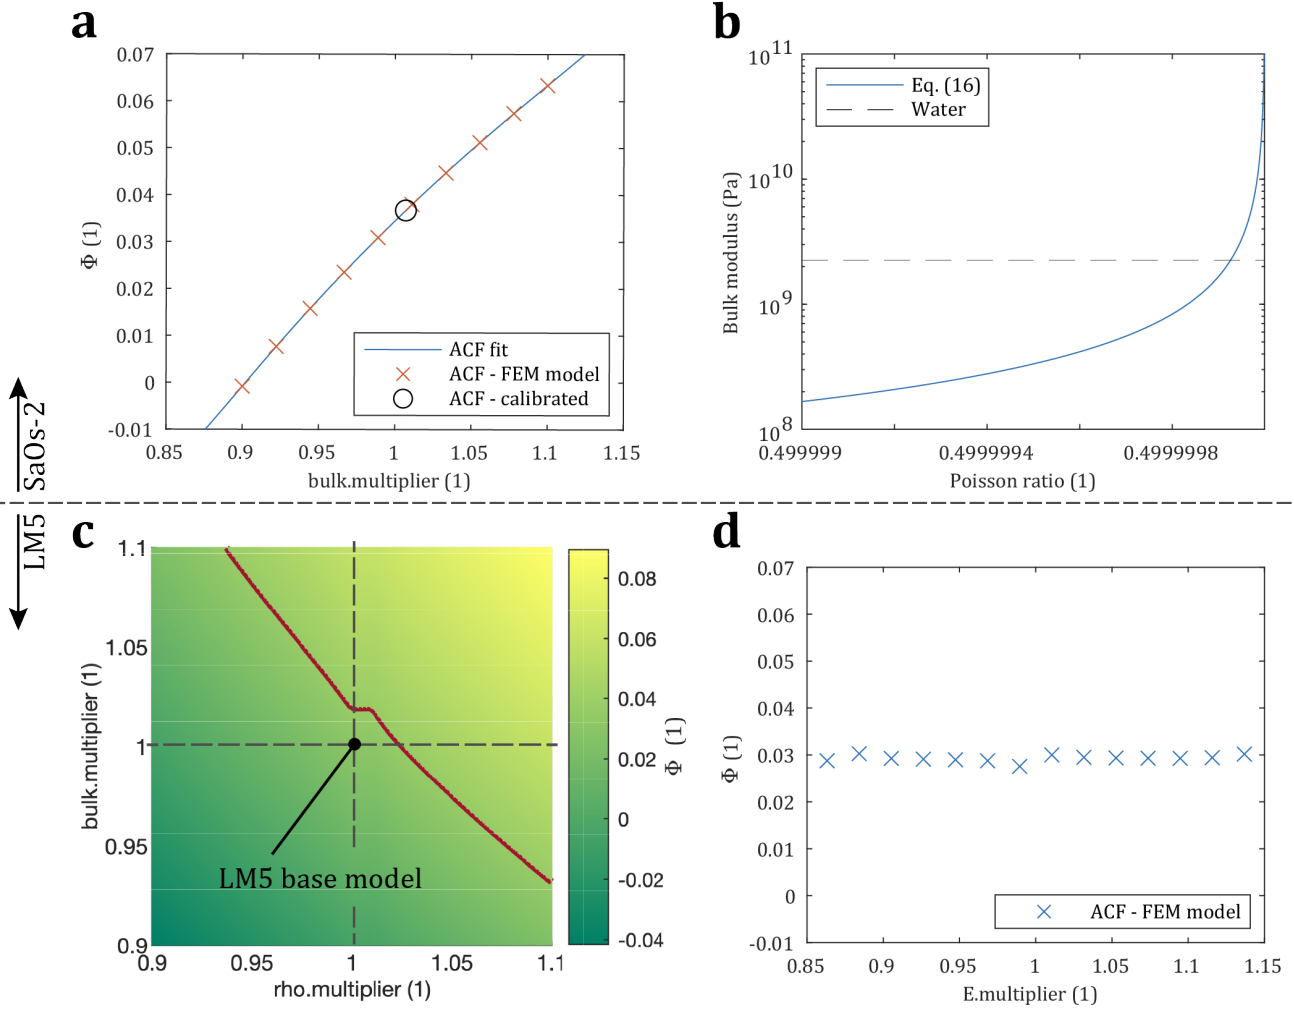 a
0.07
0.06
0.05
0.04
0.03
0.02
0.01
0
-0.01
Φ (1)
0.85
0.9
0.95
1
1.05
1.1
1.15
bulk.multiplier (1)
ACF fit
ACF - FEM model
ACF - calibrated
b
10^11
10^10
10^9
10^8
Bulk modulus (Pa)
0.499999
0.4999994
0.4999998
Poisson ratio (1)
Eq. (16)
Water
SaOs-2
LM5
c
1.1
1.05
1
0.95
0.9
bulk.multiplier (1)
0.9
0.95
1
1.05
1.1
rho.multiplier (1)
LM5 base model
0.08
0.06
0.04
0.02
0
-0.02
-0.04
Φ (1)
d
0.07
0.06
0.05
0.04
0.03
0.02
0.01
0
-0.01
Φ (1)
0.85
0.9
0.95
1
1.05
1.1
1.15
E.multiplier (1)
ACF - FEM model